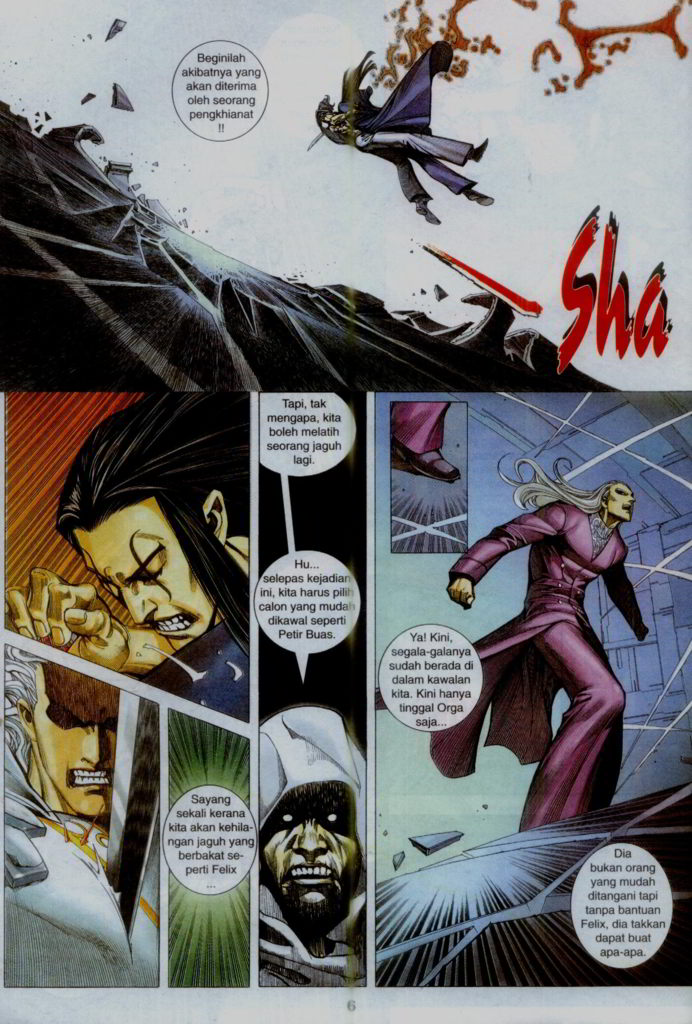 Beginilah
akibatnya yang
akan diterima
oleh seorang
pengkhianat
!!
Sha
Tapi, tak
mengapa, kita
boleh melatih
seorang jaguh
lagi.
Hu...
selepas kejadian
ini, kita harus pilih
calon yang mudah
dikawal seperti
Petir Buas.
Sayang
sekali kerana
kita akan kehila-
ngan jaguh yang
berbakat se-
perti Felix
...
Ya! Kini,
segala-galanya
sudah berada di
dalam kawalan
kita. Kini hanya
tinggal Orga
saja...
Dia
bukan orang
yang mudah
ditangani tapi
tanpa bantuan
Felix, dia takkan
dapat buat
apa-apa.
6